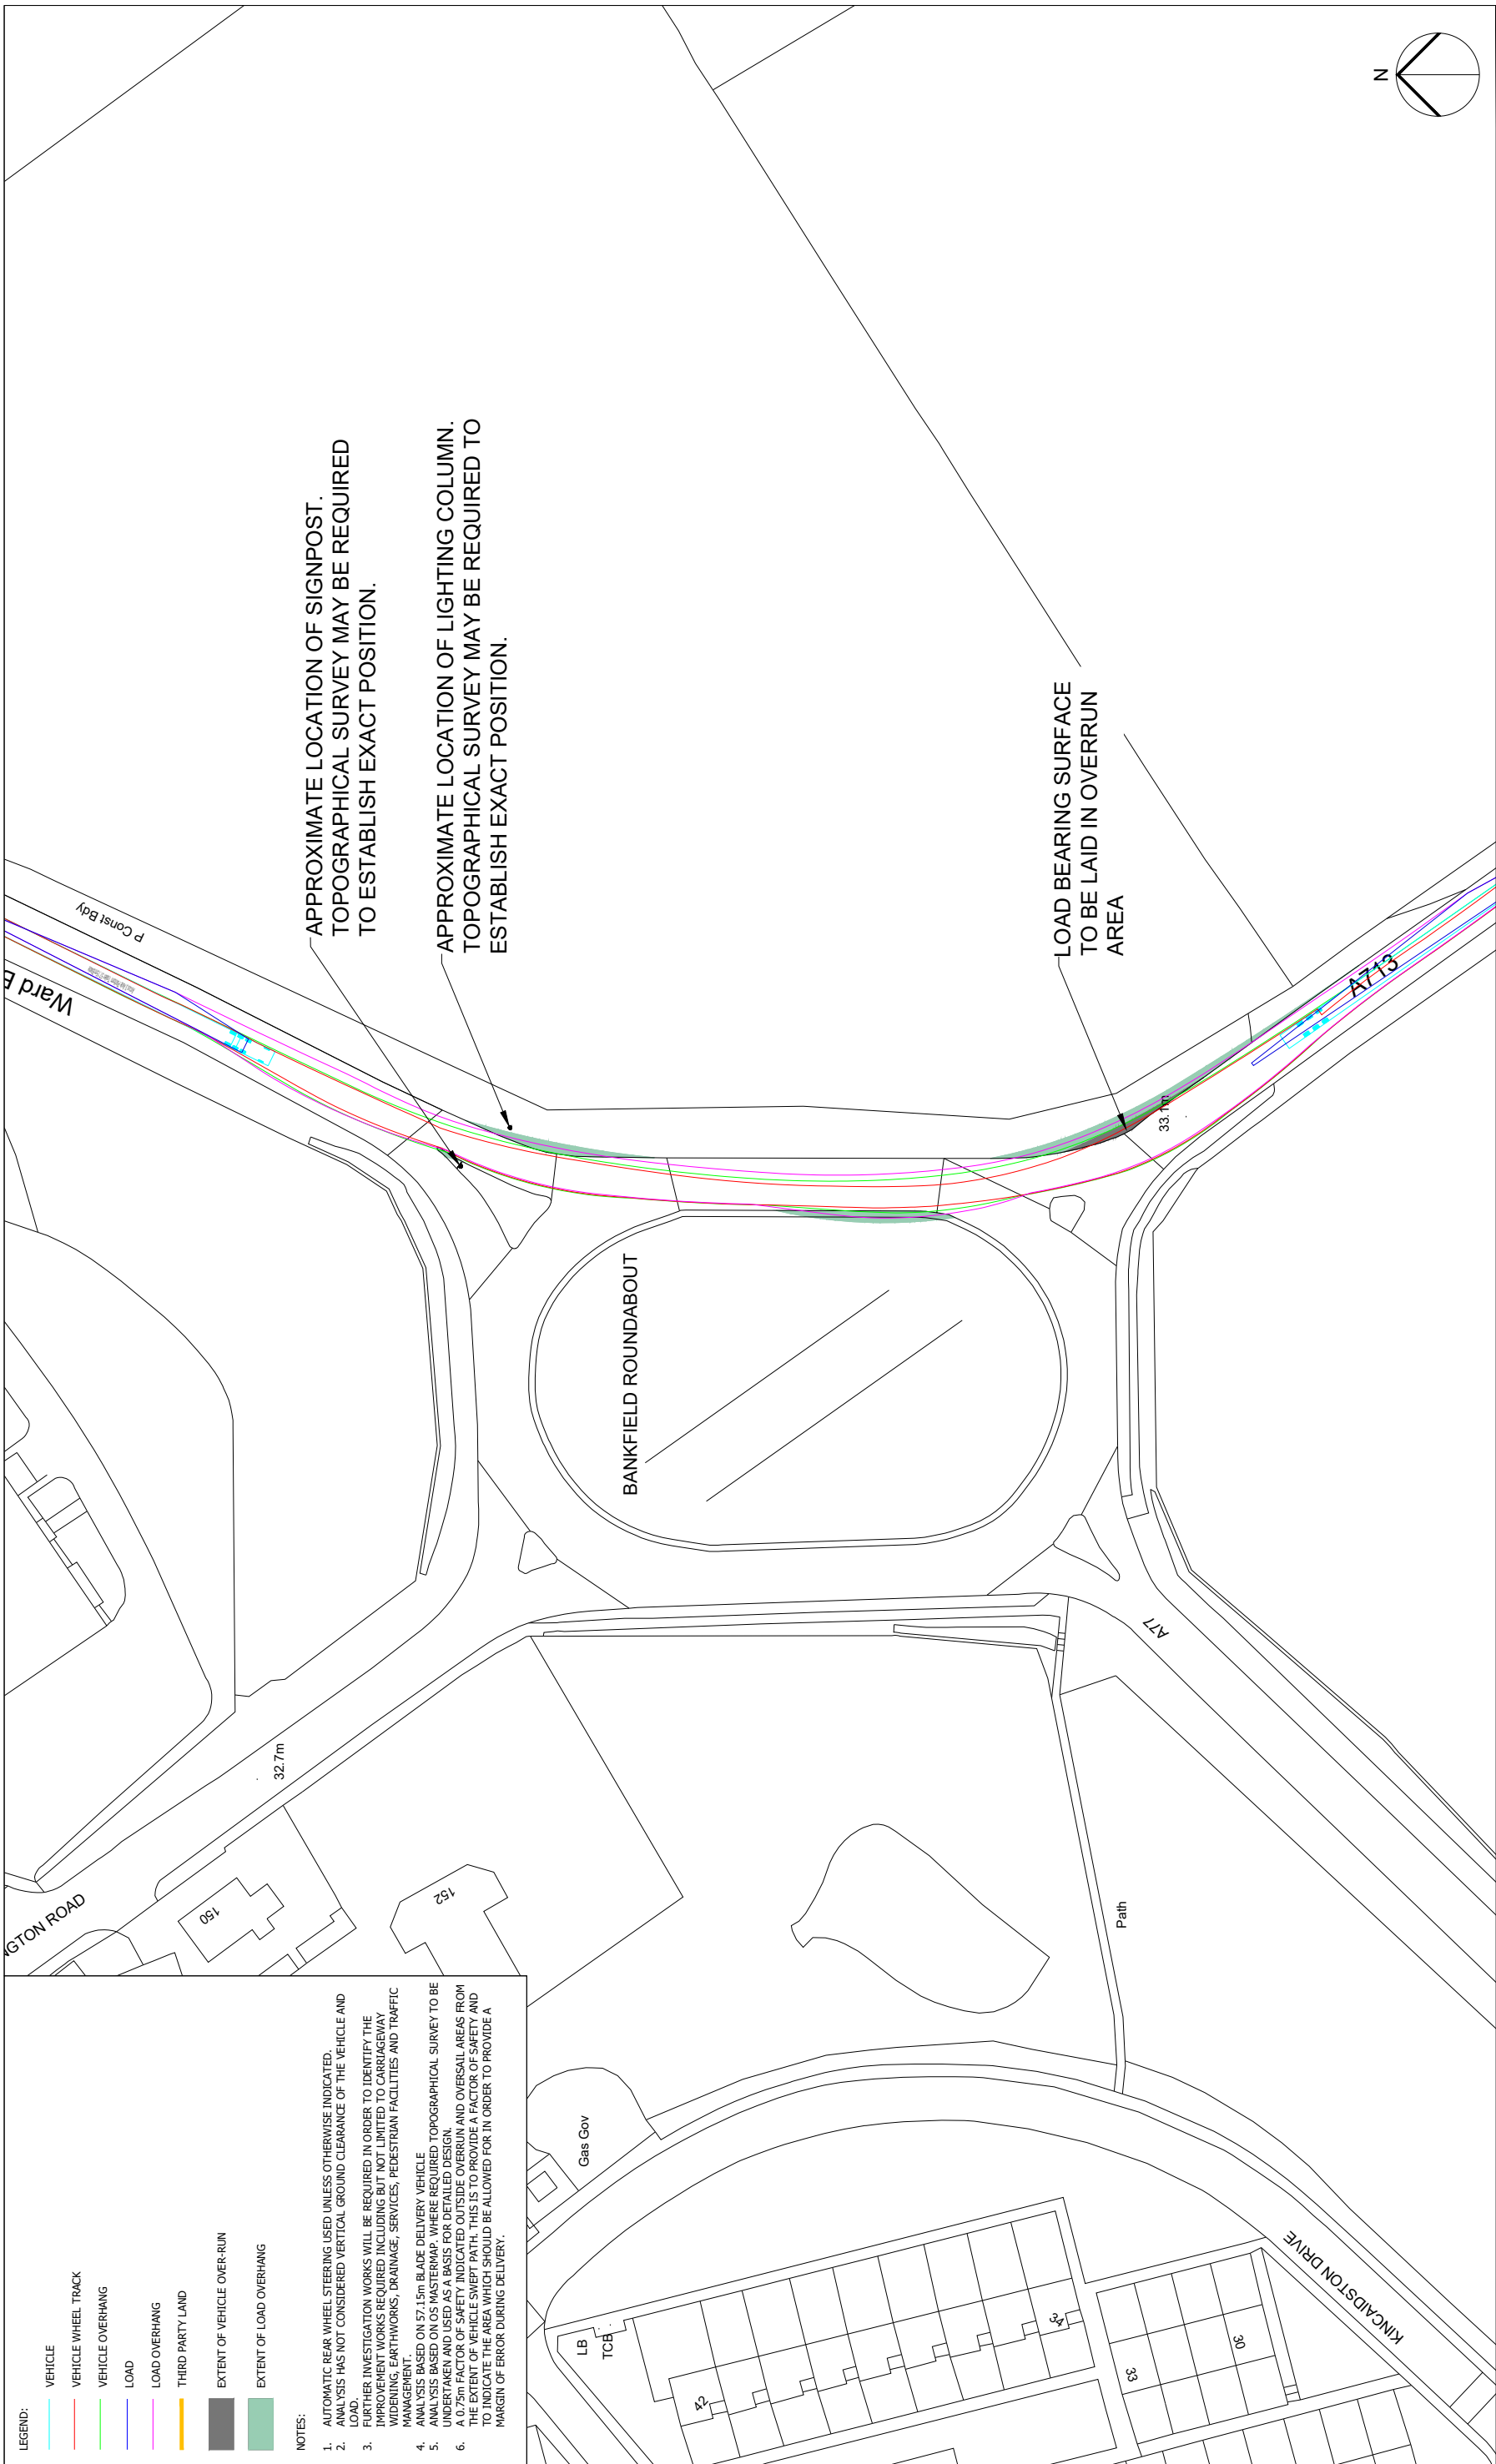 LEGEND:
VEHICLE
VEHICLE WHEEL TRACK
VEHICLE OVERHANG
LOAD
LOAD OVERHANG
THIRD PARTY LAND
EXTENT OF VEHICLE OVER-RUN
EXTENT OF LOAD OVERHANG
NOTES:
1. AUTOMATIC REAR WHEEL STEERING USED UNLESS OTHERWISE INDICATED.
2. ANALYSIS HAS NOT CONSIDERED VERTICAL GROUND CLEARANCE OF THE VEHICLE AND
LOAD.
3. FURTHER INVESTIGATION WORKS WILL BE REQUIRED IN ORDER TO IDENTIFY THE
IMPROVEMENT WORKS REQUIRED INCLUDING BUT NOT LIMITED TO CARRIAGEWAY
WIDENING, EARTHWORKS, DRAINAGE, SERVICES, PEDESTRIAN FACILITIES AND TRAFFIC
MANAGEMENT.
4. ANALYSIS BASED ON 57.15m BLADE DELIVERY VEHICLE
5. ANALYSIS BASED ON OS MASTERMAP. WHERE REQUIRED TOPOGRAPHICAL SURVEY TO BE
UNDERTAKEN AND USED AS A BASIS FOR DETAILED DESIGN.
6. A 0.75m FACTOR OF SAFETY INDICATED OUTSIDE OVERRUN AND OVERSAIL AREAS FROM
THE EXTENT OF VEHICLE SWEPT PATH. THIS IS TO PROVIDE A FACTOR OF SAFETY AND
TO INDICATE THE AREA WHICH SHOULD BE ALLOWED FOR IN ORDER TO PROVIDE A
MARGIN OF ERROR DURING DELIVERY.
NGTON ROAD
150
152
32.7m
Gas Gov
LB
TCB
42
34
33
30
KINCAIDSTON DRIVE
Path
A77
BANKFIELD ROUNDABOUT
Ward B
P Const Bdy
APPROXIMATE LOCATION OF SIGNPOST.
TOPOGRAPHICAL SURVEY MAY BE REQUIRED
TO ESTABLISH EXACT POSITION.
APPROXIMATE LOCATION OF LIGHTING COLUMN.
TOPOGRAPHICAL SURVEY MAY BE REQUIRED TO
ESTABLISH EXACT POSITION.
LOAD BEARING SURFACE
TO BE LAID IN OVERRUN
AREA
33.1m
A713
N